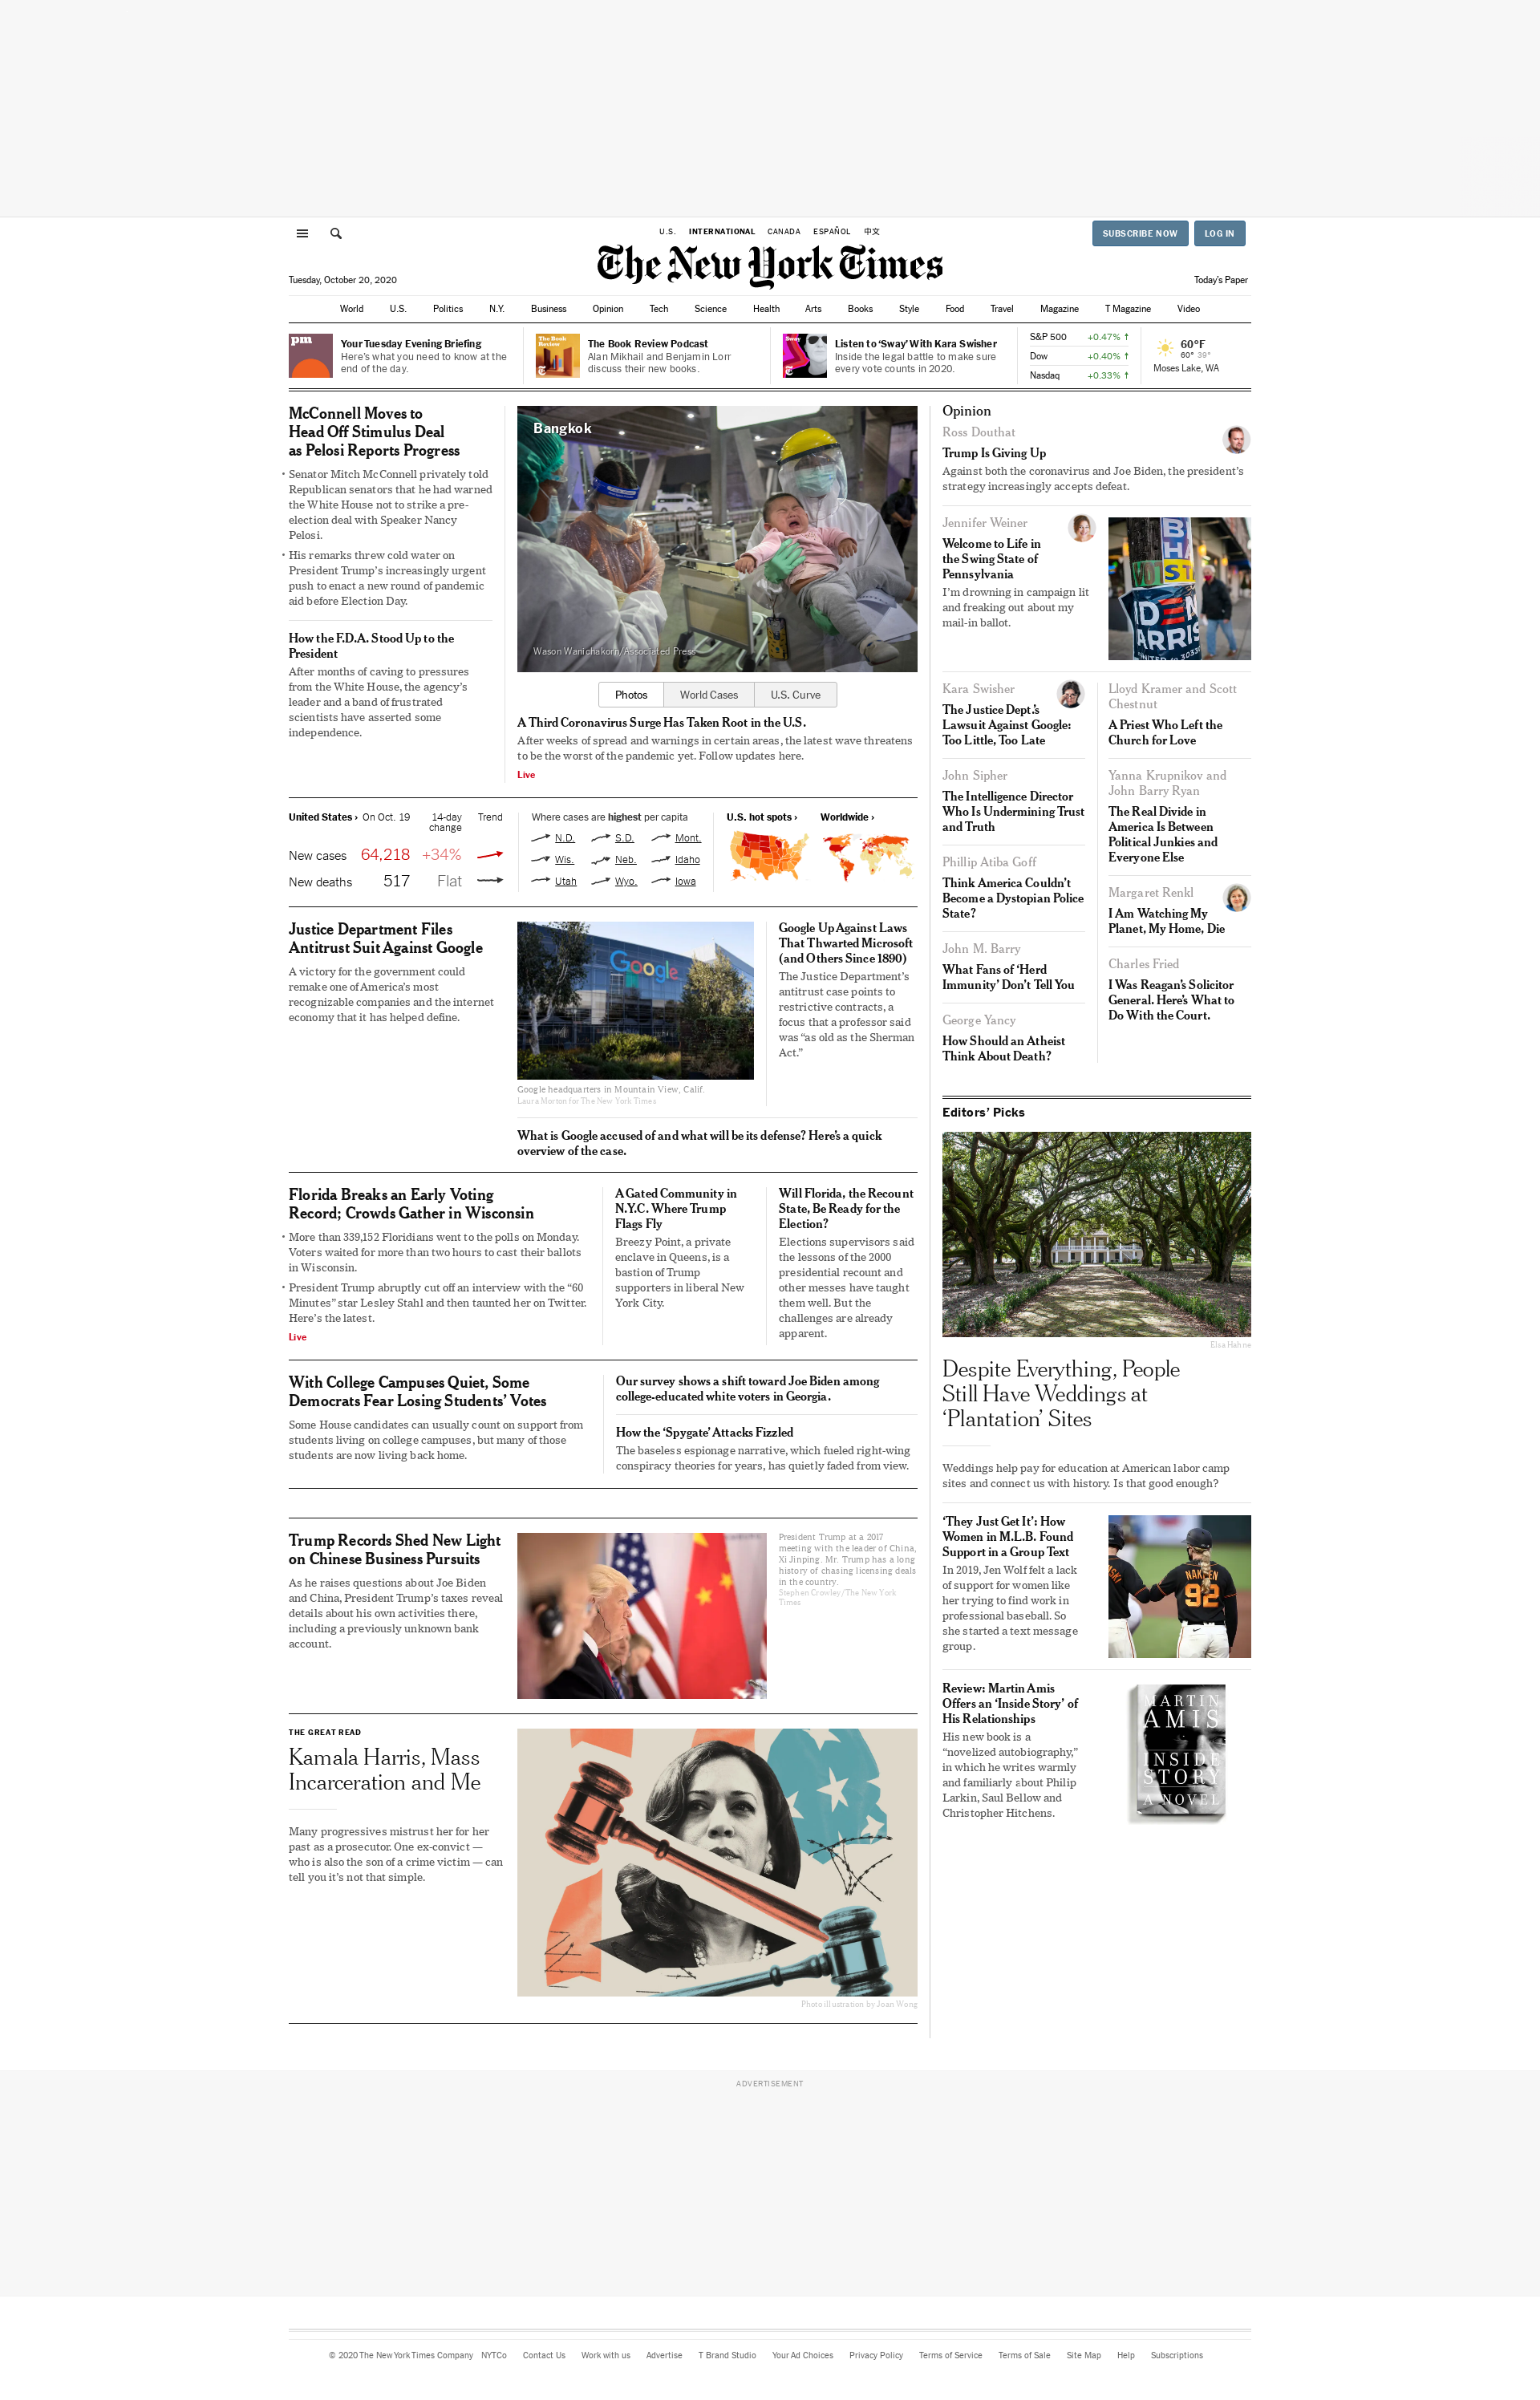 U.S. INTERNATIONAL CANADA ESPAÑOL 中文
SUBSCRIBE NOW LOG IN
The New York Times
Tuesday, October 20, 2020
Today's Paper
World U.S. Politics N.Y. Business Opinion Tech Science Health Arts Books Style Food Travel Magazine T Magazine Video
pm
Your Tuesday Evening Briefing
Here's what you need to know at the
end of the day.
The Book
Review
The Book Review Podcast
Alan Mikhail and Benjamin Lorr
discuss their new books.
Sway
Listen to 'Sway' With Kara Swisher
Inside the legal battle to make sure
every vote counts in 2020.
S&P 500 +0.47%
Dow +0.40%
Nasdaq +0.33%
60°F
60° 39°
Moses Lake, WA
McConnell Moves to
Head Off Stimulus Deal
as Pelosi Reports Progress
• Senator Mitch McConnell privately told
Republican senators that he had warned
the White House not to strike a pre-
election deal with Speaker Nancy
Pelosi.
• His remarks threw cold water on
President Trump's increasingly urgent
push to enact a new round of pandemic
aid before Election Day.
How the F.D.A. Stood Up to the
President
After months of caving to pressures
from the White House, the agency's
leader and a band of frustrated
scientists have asserted some
independence.
Bangkok
Wason Wanichakorn/Associated Press
Photos World Cases U.S. Curve
A Third Coronavirus Surge Has Taken Root in the U.S.
After weeks of spread and warnings in certain areas, the latest wave threatens
to be the worst of the pandemic yet. Follow updates here.
Live
United States › On Oct. 19 14-day
change Trend
New cases 64,218 +34%
New deaths 517 Flat
Where cases are highest per capita
N.D. S.D. Mont.
Wis. Neb. Idaho
Utah Wyo. Iowa
U.S. hot spots › Worldwide ›
Justice Department Files
Antitrust Suit Against Google
A victory for the government could
remake one of America's most
recognizable companies and the internet
economy that it has helped define.
Google
Google headquarters in Mountain View, Calif.
Laura Morton for The New York Times
Google Up Against Laws
That Thwarted Microsoft
(and Others Since 1890)
The Justice Department's
antitrust case points to
restrictive contracts, a
focus that a professor said
was “as old as the Sherman
Act.”
What is Google accused of and what will be its defense? Here's a quick
overview of the case.
Florida Breaks an Early Voting
Record; Crowds Gather in Wisconsin
• More than 339,152 Floridians went to the polls on Monday.
Voters waited for more than two hours to cast their ballots
in Wisconsin.
• President Trump abruptly cut off an interview with the “60
Minutes” star Lesley Stahl and then taunted her on Twitter.
Here's the latest.
Live
A Gated Community in
N.Y.C. Where Trump
Flags Fly
Breezy Point, a private
enclave in Queens, is a
bastion of Trump
supporters in liberal New
York City.
Will Florida, the Recount
State, Be Ready for the
Election?
Elections supervisors said
the lessons of the 2000
presidential recount and
other messes have taught
them well. But the
challenges are already
apparent.
With College Campuses Quiet, Some
Democrats Fear Losing Students' Votes
Some House candidates can usually count on support from
students living on college campuses, but many of those
students are now living back home.
Our survey shows a shift toward Joe Biden among
college-educated white voters in Georgia.
How the 'Spygate' Attacks Fizzled
The baseless espionage narrative, which fueled right-wing
conspiracy theories for years, has quietly faded from view.
Trump Records Shed New Light
on Chinese Business Pursuits
As he raises questions about Joe Biden
and China, President Trump's taxes reveal
details about his own activities there,
including a previously unknown bank
account.
President Trump at a 2017
meeting with the leader of China,
Xi Jinping. Mr. Trump has a long
history of chasing licensing deals
in the country.
Stephen Crowley/The New York
Times
THE GREAT READ
Kamala Harris, Mass
Incarceration and Me
Many progressives mistrust her for her
past as a prosecutor. One ex-convict —
who is also the son of a crime victim — can
tell you it's not that simple.
Photo illustration by Joan Wong
Opinion
Ross Douthat
Trump Is Giving Up
Against both the coronavirus and Joe Biden, the president's
strategy increasingly accepts defeat.
Jennifer Weiner
Welcome to Life in
the Swing State of
Pennsylvania
I'm drowning in campaign lit
and freaking out about my
mail-in ballot.
Kara Swisher
The Justice Dept.'s
Lawsuit Against Google:
Too Little, Too Late
John Sipher
The Intelligence Director
Who Is Undermining Trust
and Truth
Phillip Atiba Goff
Think America Couldn't
Become a Dystopian Police
State?
John M. Barry
What Fans of 'Herd
Immunity' Don't Tell You
George Yancy
How Should an Atheist
Think About Death?
Lloyd Kramer and Scott
Chestnut
A Priest Who Left the
Church for Love
Yanna Krupnikov and
John Barry Ryan
The Real Divide in
America Is Between
Political Junkies and
Everyone Else
Margaret Renkl
I Am Watching My
Planet, My Home, Die
Charles Fried
I Was Reagan's Solicitor
General. Here's What to
Do With the Court.
Editors' Picks
Elsa Hahne
Despite Everything, People
Still Have Weddings at
'Plantation' Sites
Weddings help pay for education at American labor camp
sites and connect us with history. Is that good enough?
'They Just Get It': How
Women in M.L.B. Found
Support in a Group Text
In 2019, Jen Wolf felt a lack
of support for women like
her trying to find work in
professional baseball. So
she started a text message
group.
NAKKEN
92
Review: Martin Amis
Offers an 'Inside Story' of
His Relationships
His new book is a
“novelized autobiography,”
in which he writes warmly
and familiarly about Philip
Larkin, Saul Bellow and
Christopher Hitchens.
MARTIN
AMIS
INSIDE
STORY
A NOVEL
ADVERTISEMENT
© 2020 The New York Times Company NYTCo Contact Us Work with us Advertise T Brand Studio Your Ad Choices Privacy Policy Terms of Service Terms of Sale Site Map Help Subscriptions